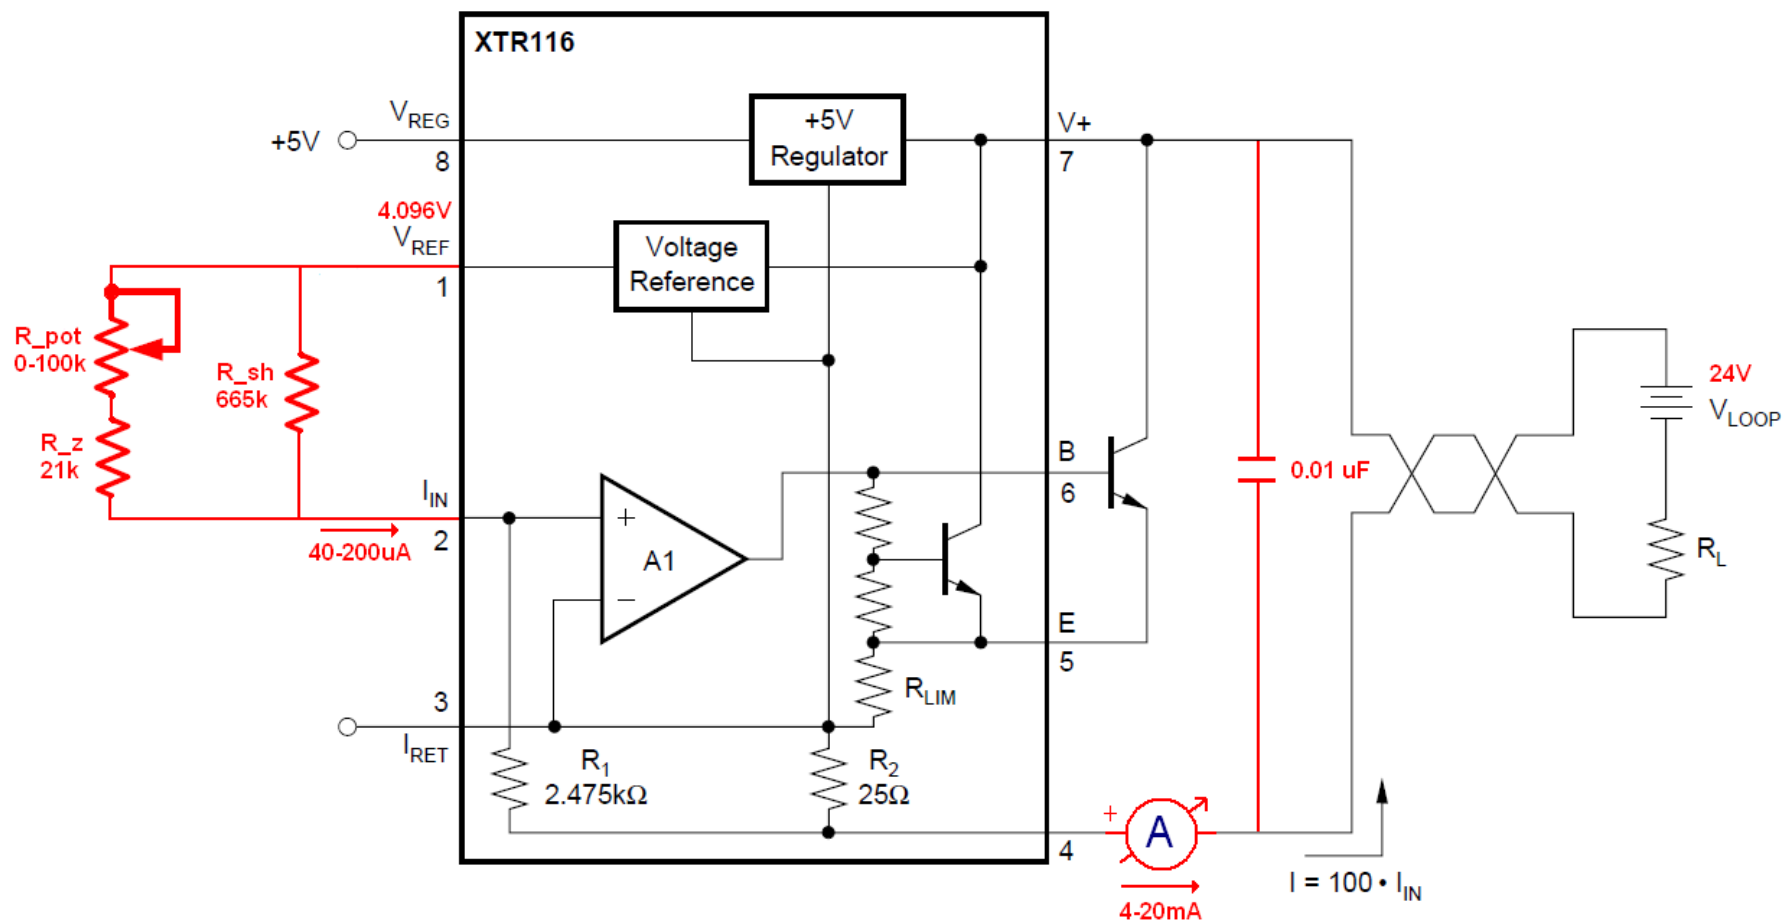 XTR116
VREG
+5V
8
+5V
Regulator
V+
7
4.096V
VREF
1
Voltage
Reference
R_pot
0-100k
R_sh
665k
R_z
21k
24V
VLOOP
RL
0.01 uF
B
6
IIN
2
40-200uA
+
−
A1
E
5
RLIM
3
IRET
R1
2.475kΩ
R2
25Ω
+
A
4
4-20mA
I = 100 • IIN